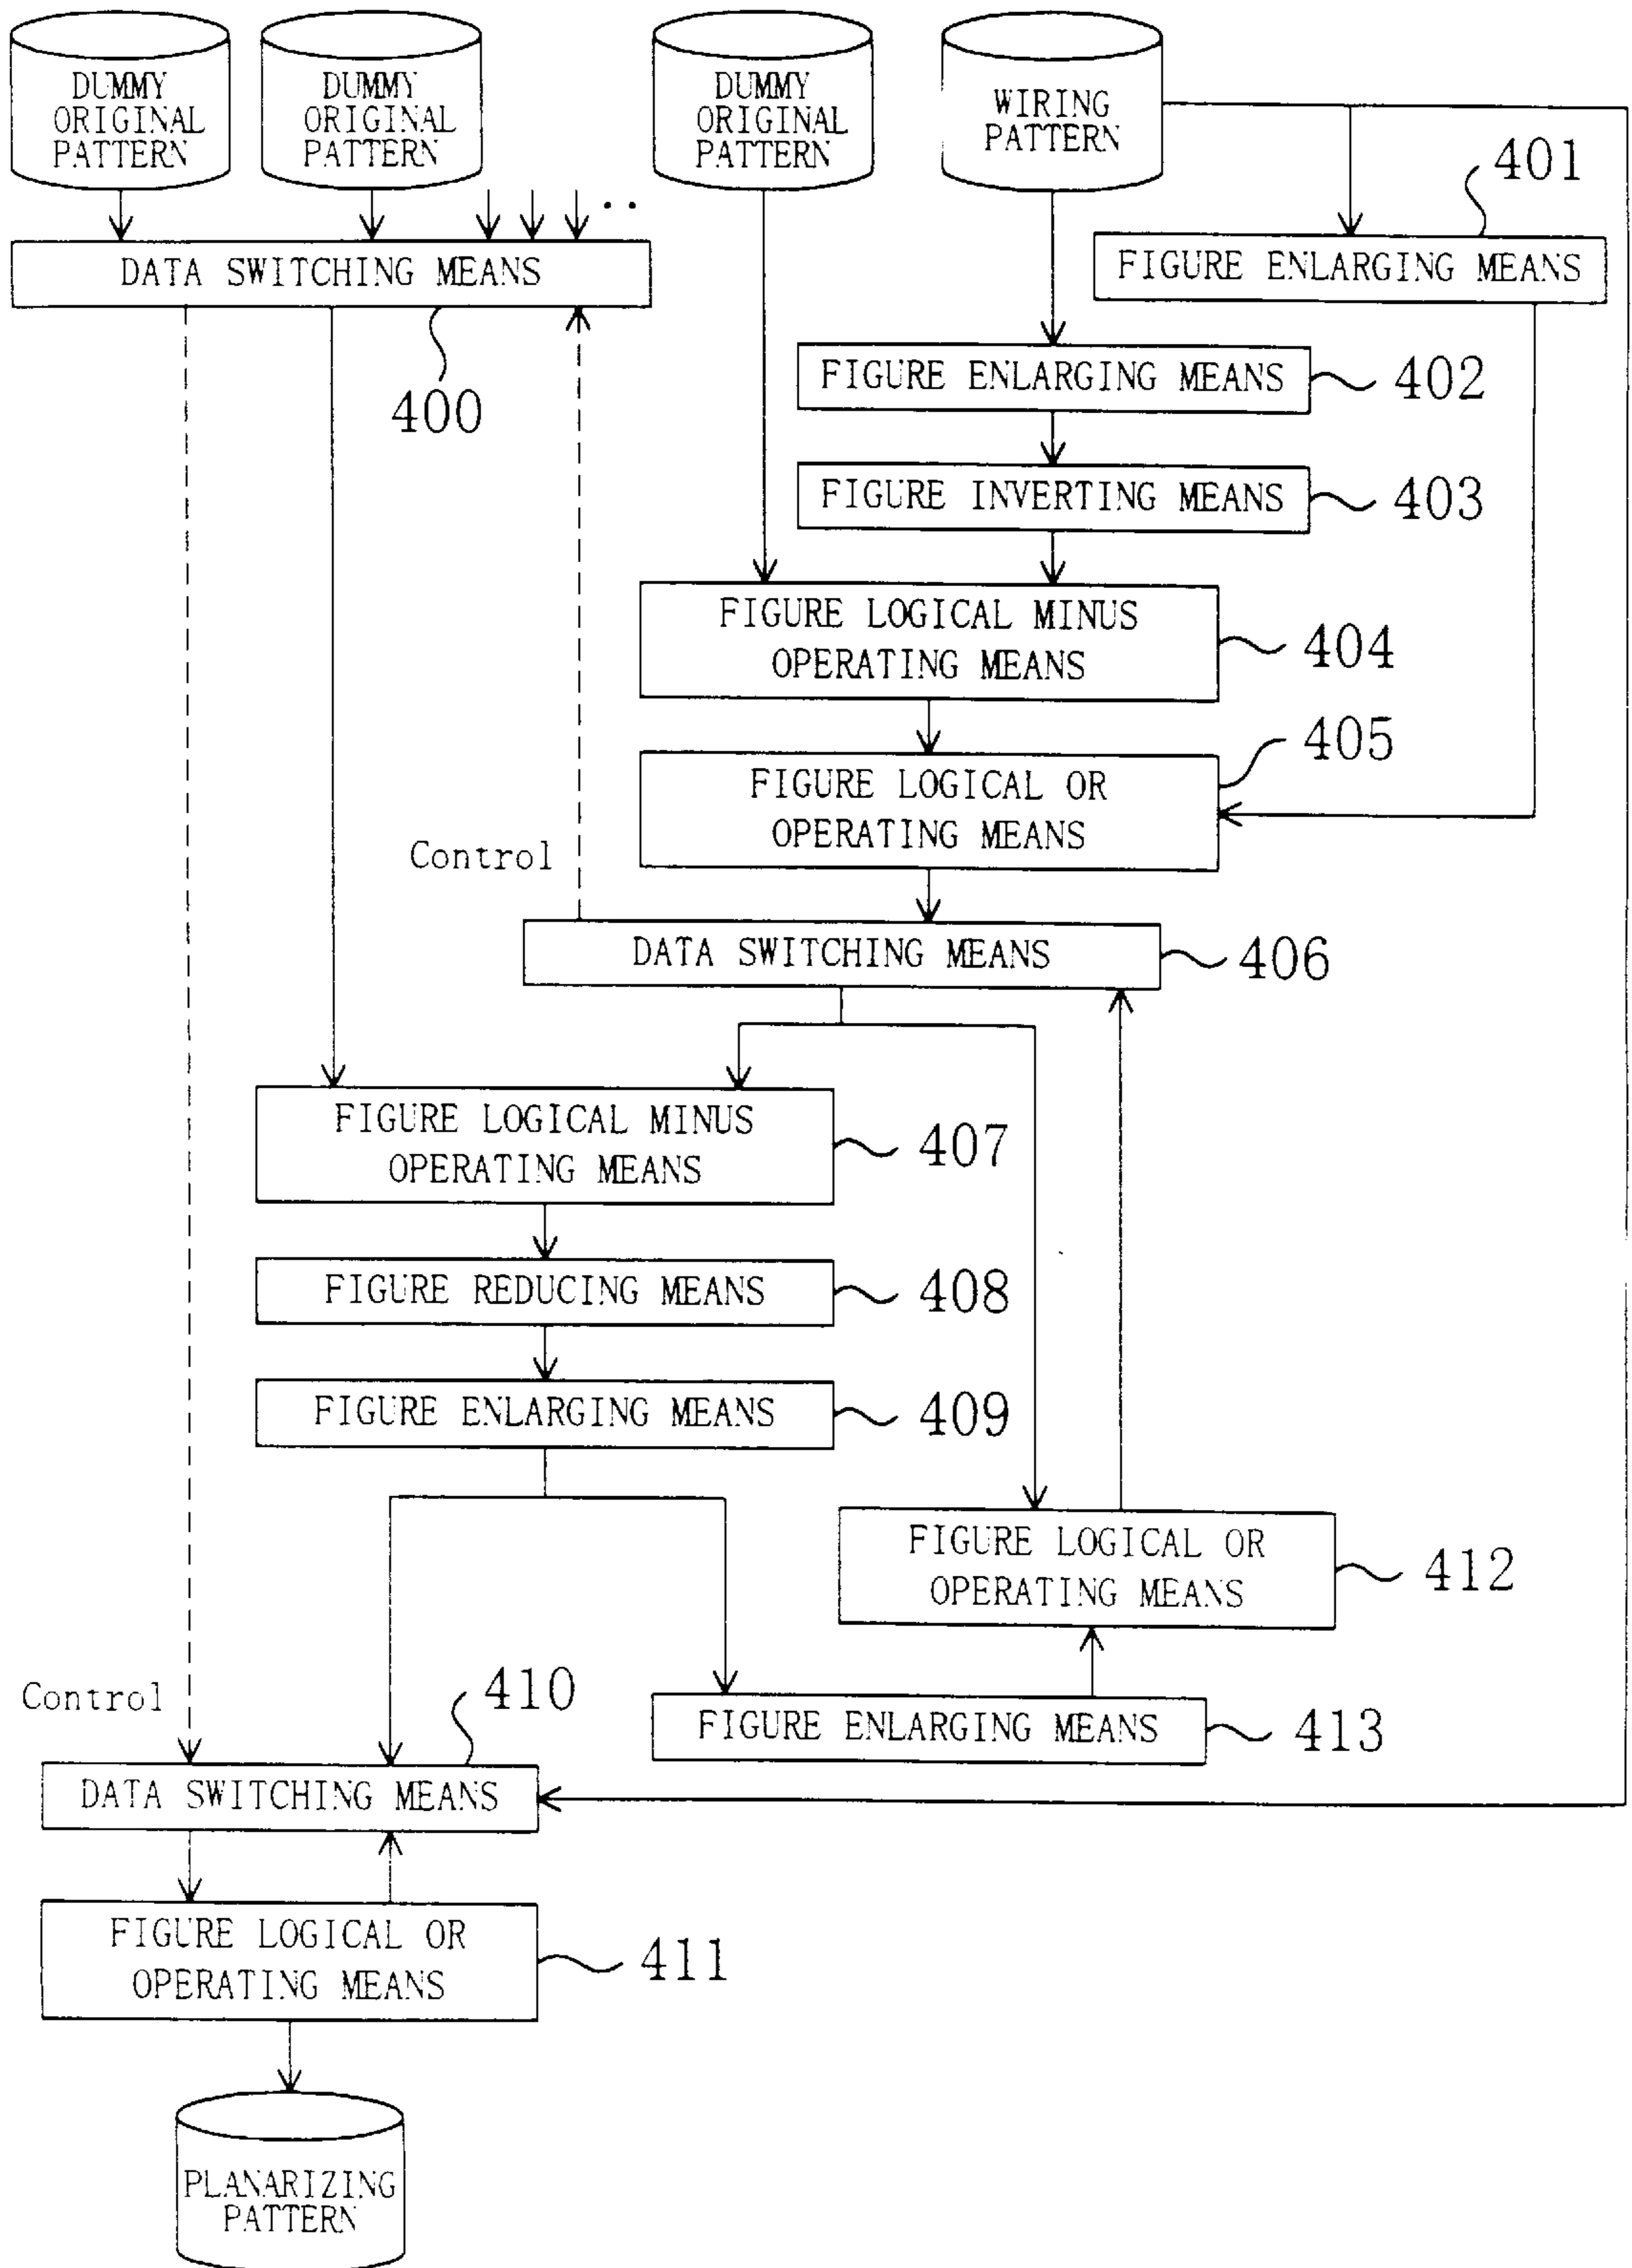 DUMMY
ORIGINAL
PATTERN
DUMMY
ORIGINAL
PATTERN
DUMMY
ORIGINAL
PATTERN
WIRING
PATTERN
401
FIGURE ENLARGING MEANS
DATA SWITCHING MEANS
400
FIGURE ENLARGING MEANS
402
FIGURE INVERTING MEANS
403
FIGURE LOGICAL MINUS
OPERATING MEANS
404
405
FIGURE LOGICAL OR
OPERATING MEANS
Control
DATA SWITCHING MEANS
406
FIGURE LOGICAL MINUS
OPERATING MEANS
407
FIGURE REDUCING MEANS
408
FIGURE ENLARGING MEANS
409
FIGURE LOGICAL OR
OPERATING MEANS
412
Control
410
FIGURE ENLARGING MEANS
413
DATA SWITCHING MEANS
FIGURE LOGICAL OR
OPERATING MEANS
411
PLANARIZING
PATTERN